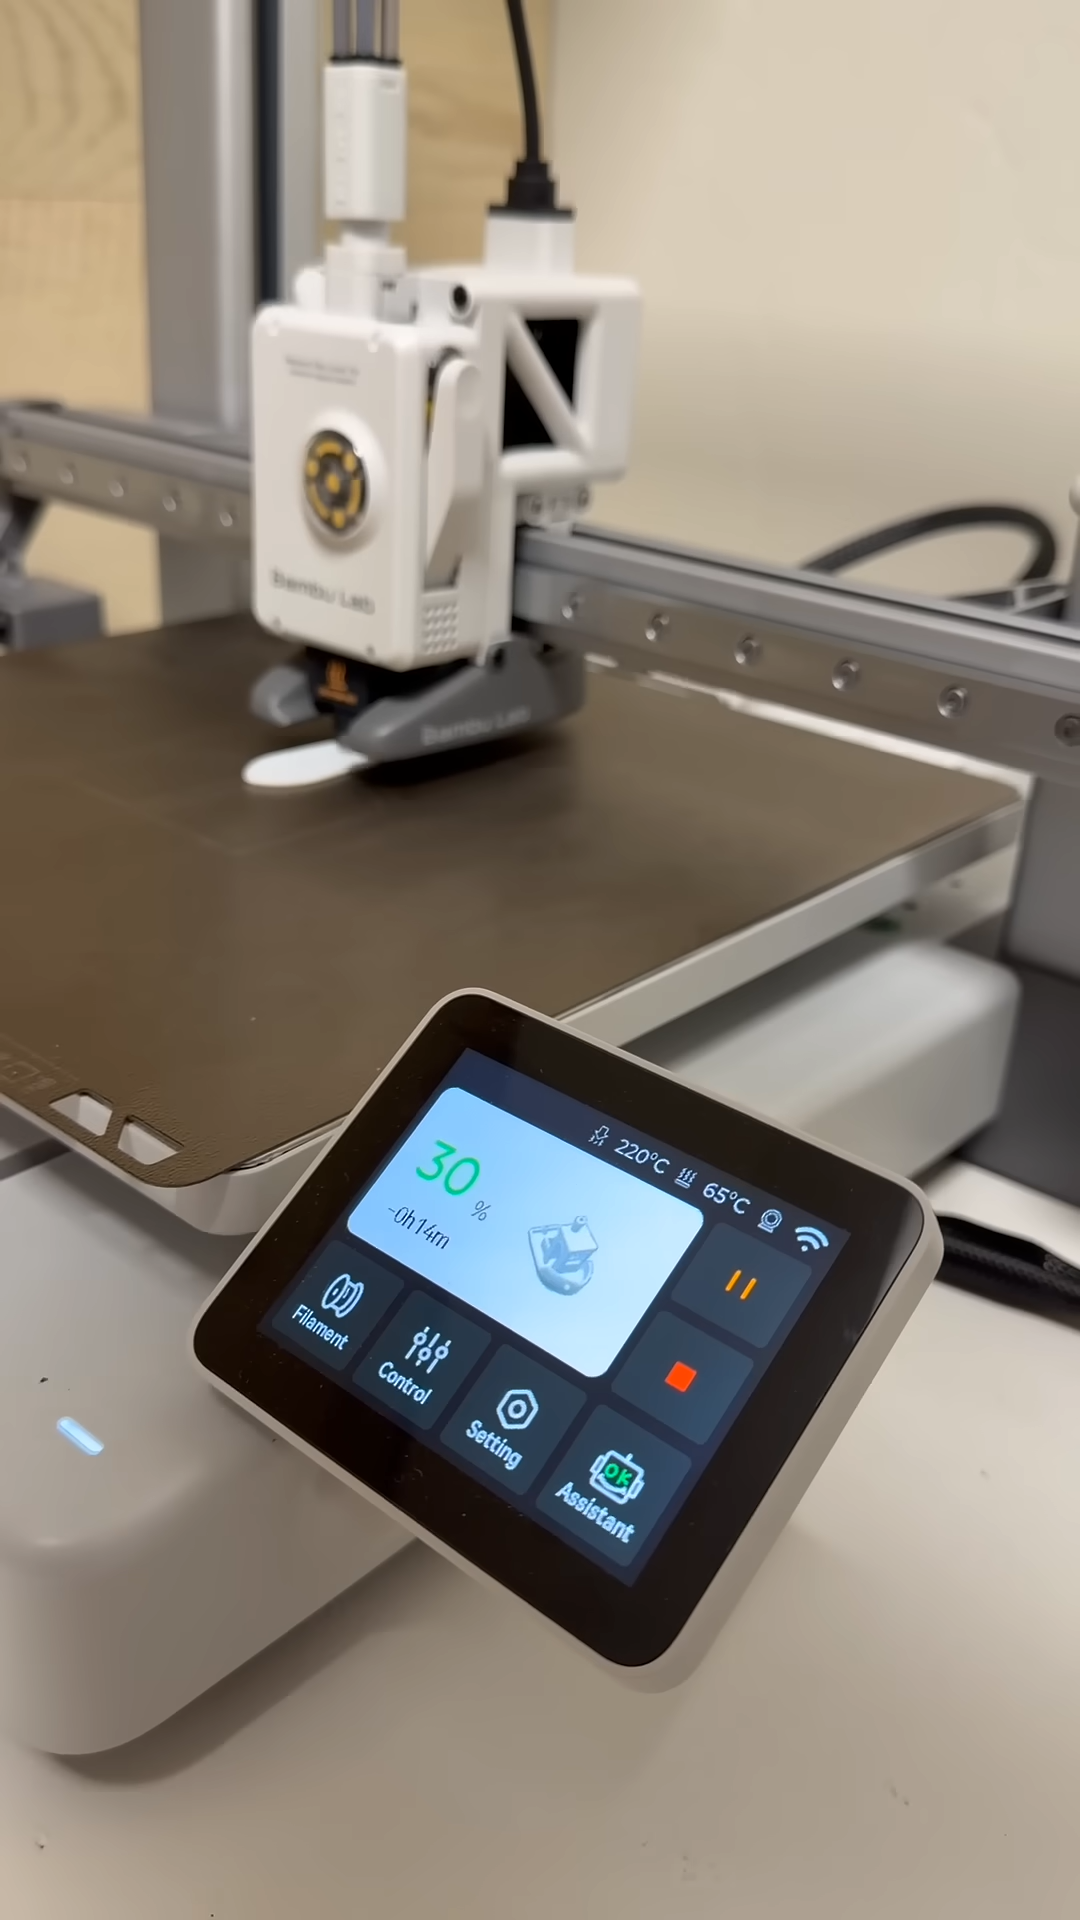 Bambu Lab
Bambu Lab
220°C 65°C
30 %
-0h14m
Filament
Control
Setting
OK
Assistant